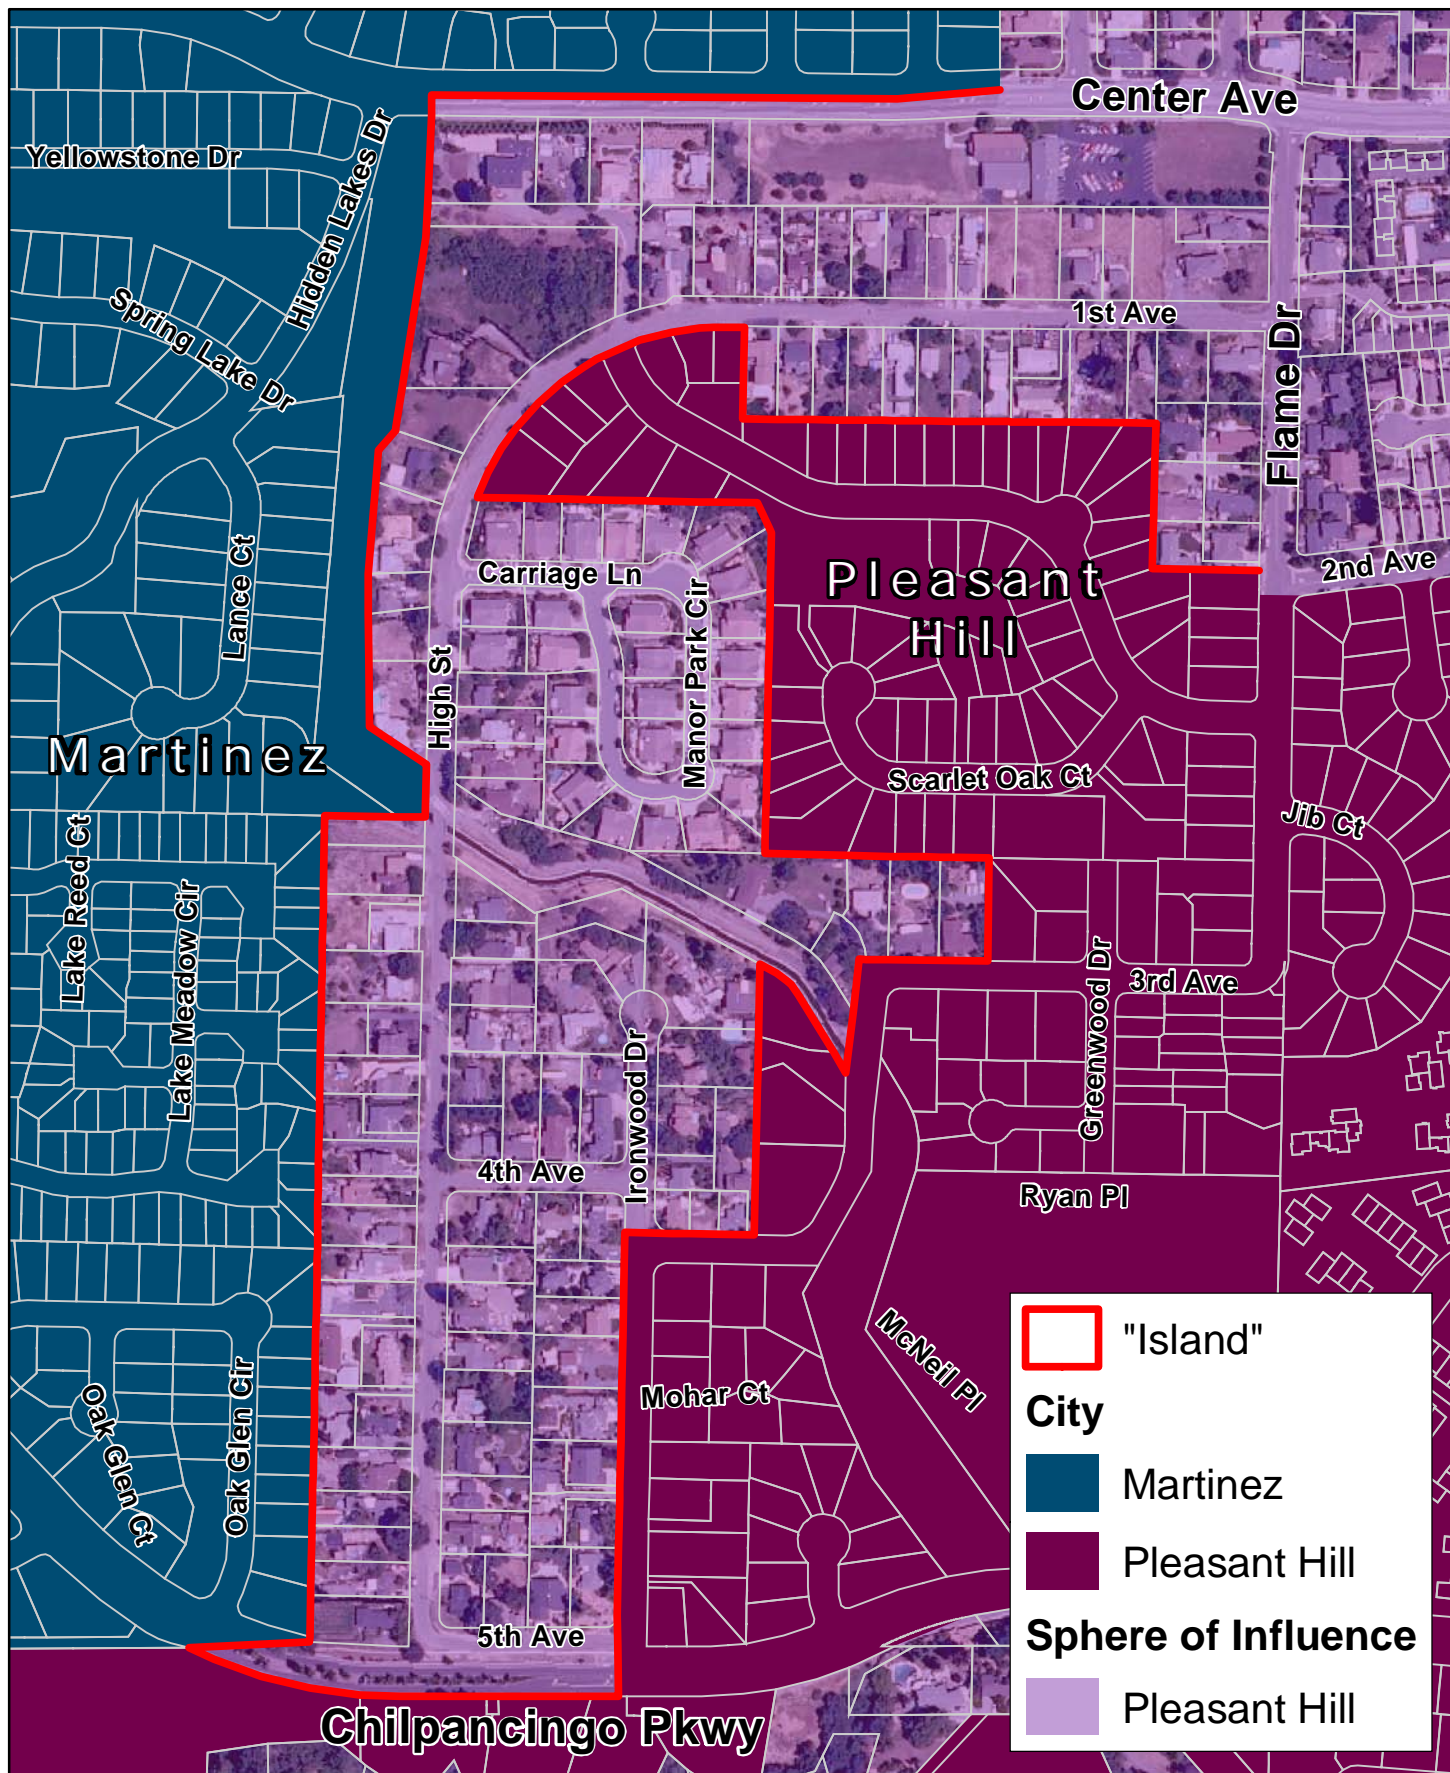 Center Ave
Yellowstone Dr
Hidden Lakes Dr
Spring Lake Dr
1st Ave
Flame Dr
2nd Ave
Lance Ct
Carriage Ln
Manor Park Cir
Pleasant
Hill
High St
Martinez
Scarlet Oak Ct
Jib Ct
Lake Reed Ct
Lake Meadow Cir
Greenwood Dr
3rd Ave
Ironwood Dr
4th Ave
Ryan Pl
McNeil Pl
Mohar Ct
Oak Glen Ct
Oak Glen Cir
5th Ave
Chilpancingo Pkwy
"Island"
City
Martinez
Pleasant Hill
Sphere of Influence
Pleasant Hill